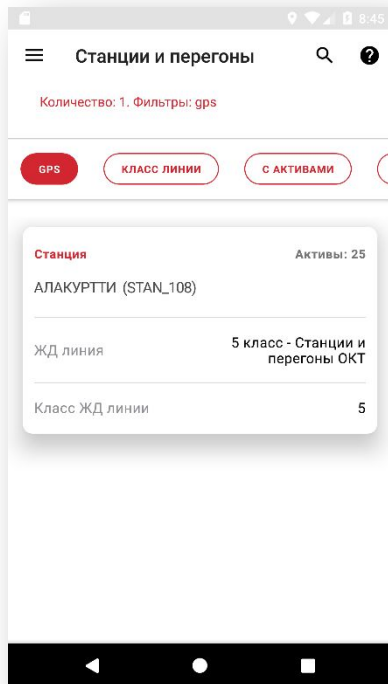 8:45
Станции и перегоны
Количество: 1. Фильтры: gps
GPS
КЛАСС ЛИНИИ
С АКТИВАМИ
Станция
Активы: 25
АЛАКУРТТИ (STAN_108)
ЖД линия
5 класс - Станции и
перегоны ОКТ
Класс ЖД линии
5